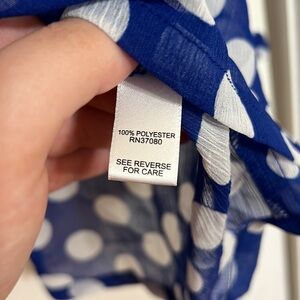 100% POLYESTER
RN37080
SEE REVERSE
FOR CARE